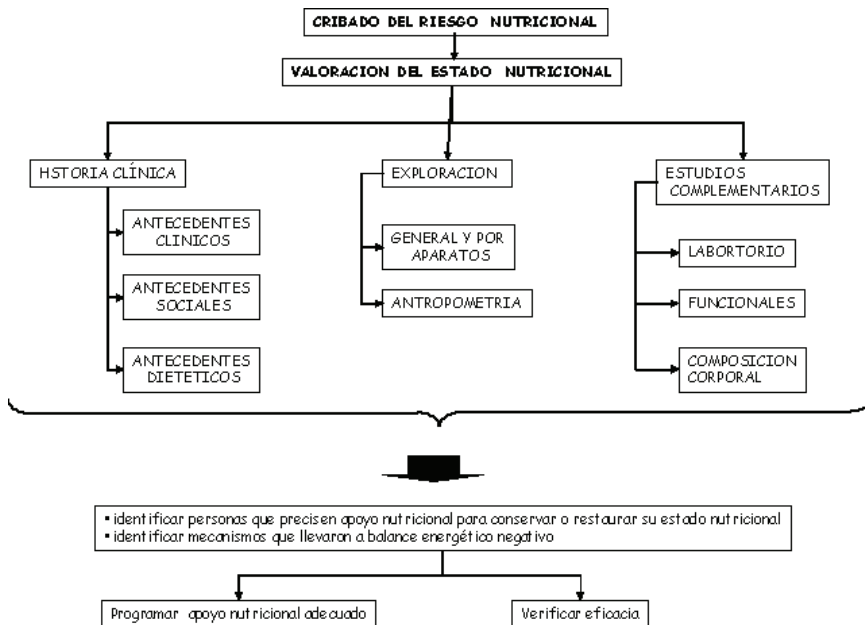 CRIBADO DEL RIESGO NUTRICIONAL
VALORACION DEL ESTADO NUTRICIONAL
HSTORIA CLÍNICA
ANTECEDENTES
CLINICOS
ANTECEDENTES
SOCIALES
ANTECEDENTES
DIETETICOS
EXPLORACION
GENERAL Y POR
APARATOS
ANTROPOMETRIA
ESTUDIOS
COMPLEMENTARIOS
LABORTORIO
FUNCIONALES
COMPOSICION
CORPORAL
▪ identificar personas que precisen apoyo nutricional para conservar o restaurar su estado nutricional
▪ identificar mecanismos que llevaron a balance energético negativo
Programar apoyo nutricional adecuado
Verificar eficacia